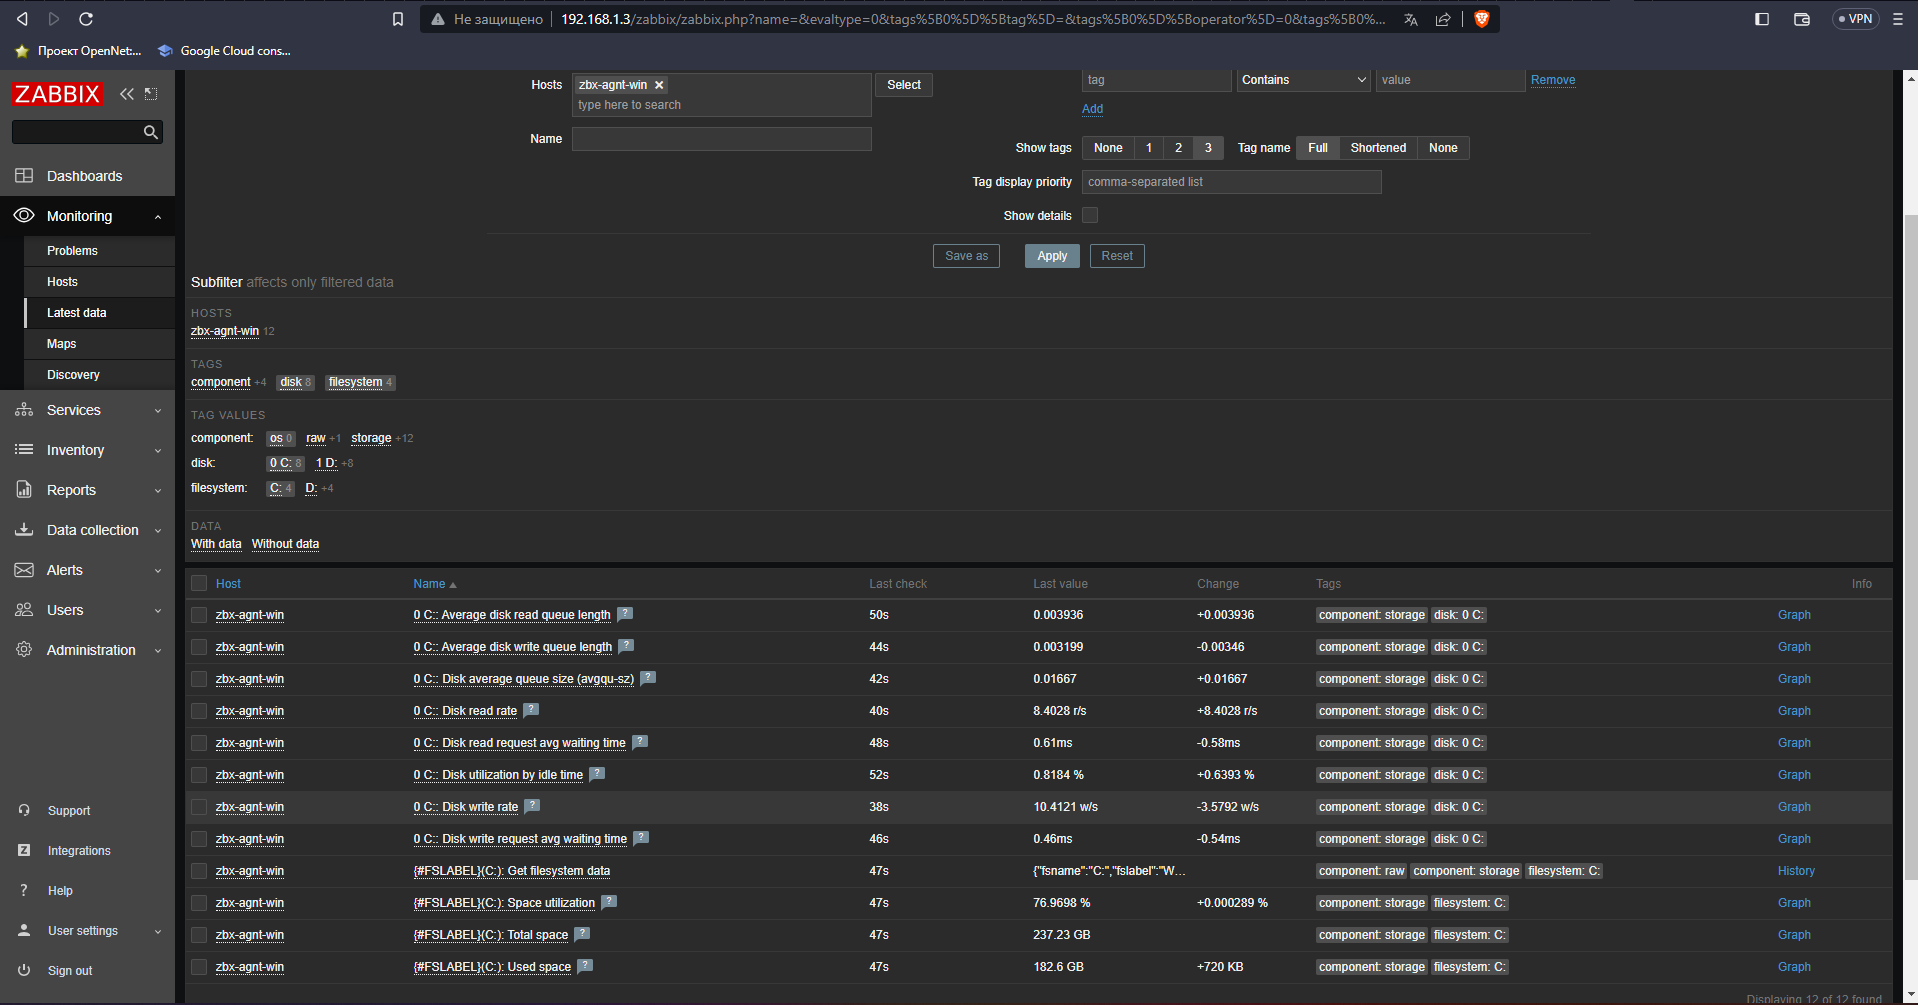 Не защищено 192.168.1.3/zabbix/zabbix.php?name=&evaltype=0&tags%5B0%5D%5Btag%5D=&tags%5B0%5D%5Boperator%5D=0&tags%5B0%... VPN
Проект OpenNet:... Google Cloud cons...
ZABBIX
Dashboards
Monitoring
Problems
Hosts
Latest data
Maps
Discovery
Services
Inventory
Reports
Data collection
Alerts
Users
Administration
Support
Integrations
Help
User settings
Sign out
Hosts zbx-agnt-win type here to search Select
Name
tag Contains value Remove
Add
Show tags None 1 2 3 Tag name Full Shortened None
Tag display priority comma-separated list
Show details
Save as Apply Reset
Subfilter affects only filtered data
HOSTS
zbx-agnt-win 12
TAGS
component +4 disk 8 filesystem 4
TAG VALUES
component: os 0 raw +1 storage +12
disk: 0 C: 8 1 D: +8
filesystem: C: 4 D: +4
DATA
With data Without data
Host Name Last check Last value Change Tags Info
zbx-agnt-win 0 C:: Average disk read queue length ? 50s 0.003936 +0.003936 component: storage disk: 0 C: Graph
zbx-agnt-win 0 C:: Average disk write queue length ? 44s 0.003199 -0.00346 component: storage disk: 0 C: Graph
zbx-agnt-win 0 C:: Disk average queue size (avgqu-sz) ? 42s 0.01667 +0.01667 component: storage disk: 0 C: Graph
zbx-agnt-win 0 C:: Disk read rate ? 40s 8.4028 r/s +8.4028 r/s component: storage disk: 0 C: Graph
zbx-agnt-win 0 C:: Disk read request avg waiting time ? 48s 0.61ms -0.58ms component: storage disk: 0 C: Graph
zbx-agnt-win 0 C:: Disk utilization by idle time ? 52s 0.8184 % +0.6393 % component: storage disk: 0 C: Graph
zbx-agnt-win 0 C:: Disk write rate ? 38s 10.4121 w/s -3.5792 w/s component: storage disk: 0 C: Graph
zbx-agnt-win 0 C:: Disk write request avg waiting time ? 46s 0.46ms -0.54ms component: storage disk: 0 C: Graph
zbx-agnt-win {#FSLABEL}(C:): Get filesystem data 47s {"fsname":"C:","fslabel":"W... component: raw component: storage filesystem: C: History
zbx-agnt-win {#FSLABEL}(C:): Space utilization ? 47s 76.9698 % +0.000289 % component: storage filesystem: C: Graph
zbx-agnt-win {#FSLABEL}(C:): Total space ? 47s 237.23 GB component: storage filesystem: C: Graph
zbx-agnt-win {#FSLABEL}(C:): Used space ? 47s 182.6 GB +720 KB component: storage filesystem: C: Graph
Displaying 12 of 12 found